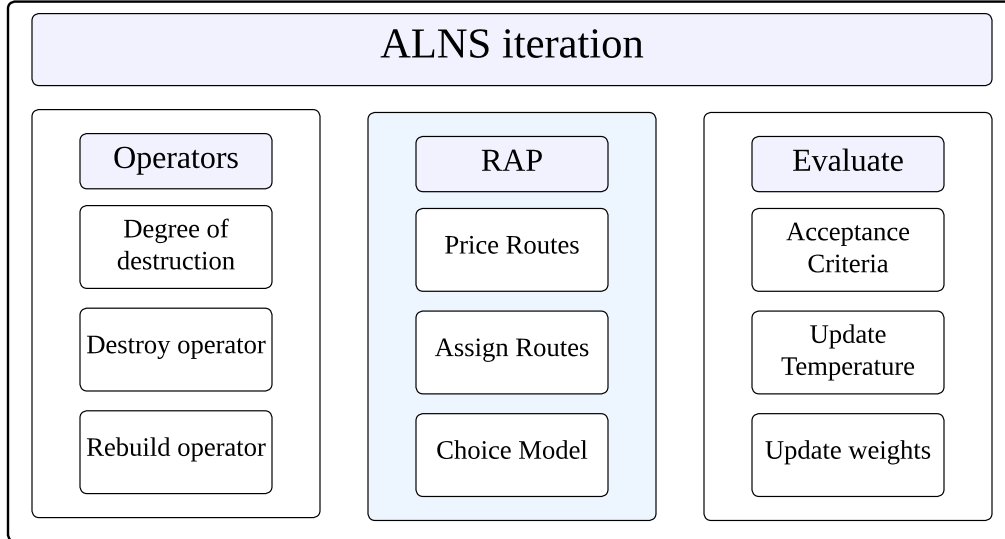 ALNS iteration
Operators
Degree of
destruction
Destroy operator
Rebuild operator
RAP
Price Routes
Assign Routes
Choice Model
Evaluate
Acceptance
Criteria
Update
Temperature
Update weights